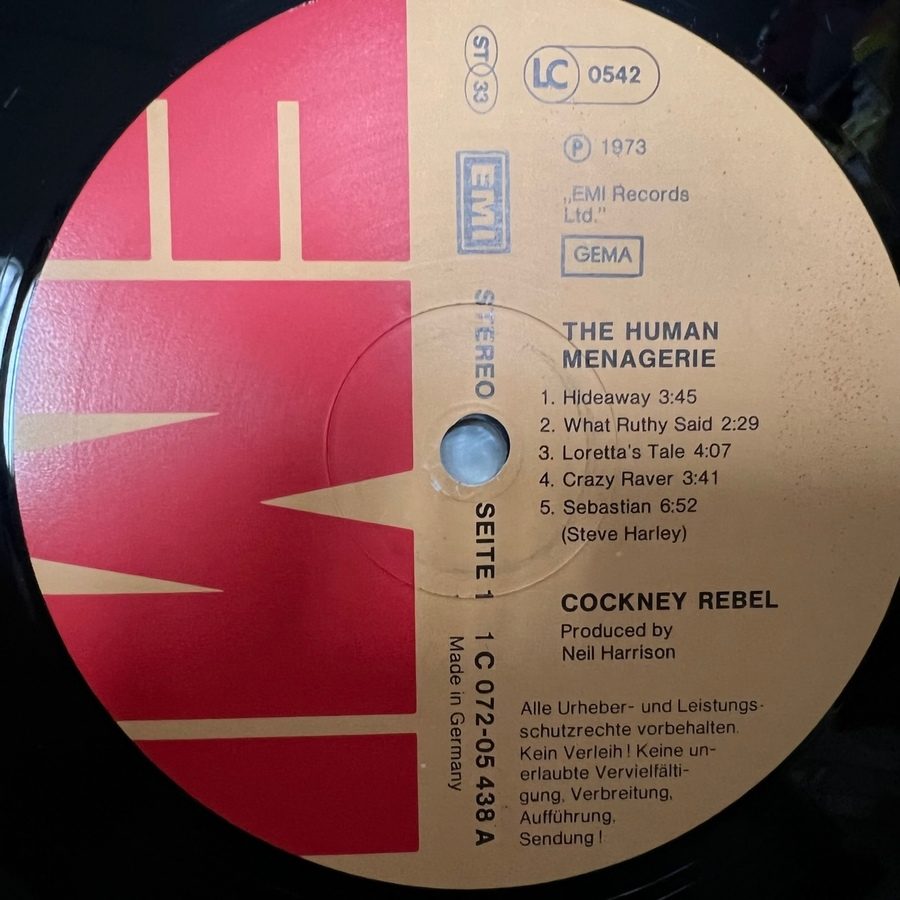 ST 33
LC 0542
℗ 1973
„EMI Records
Ltd."
GEMA
EMI
STEREO
THE HUMAN
MENAGERIE
1. Hideaway 3:45
2. What Ruthy Said 2:29
3. Loretta's Tale 4:07
4. Crazy Raver 3:41
5. Sebastian 6:52
(Steve Harley)
SEITE 1
1 C 072-05 438 A
Made in Germany
COCKNEY REBEL
Produced by
Neil Harrison
Alle Urheber- und Leistungs-
schutzrechte vorbehalten.
Kein Verleih! Keine un-
erlaubte Vervielfälti-
gung, Verbreitung,
Aufführung,
Sendung!
EMI